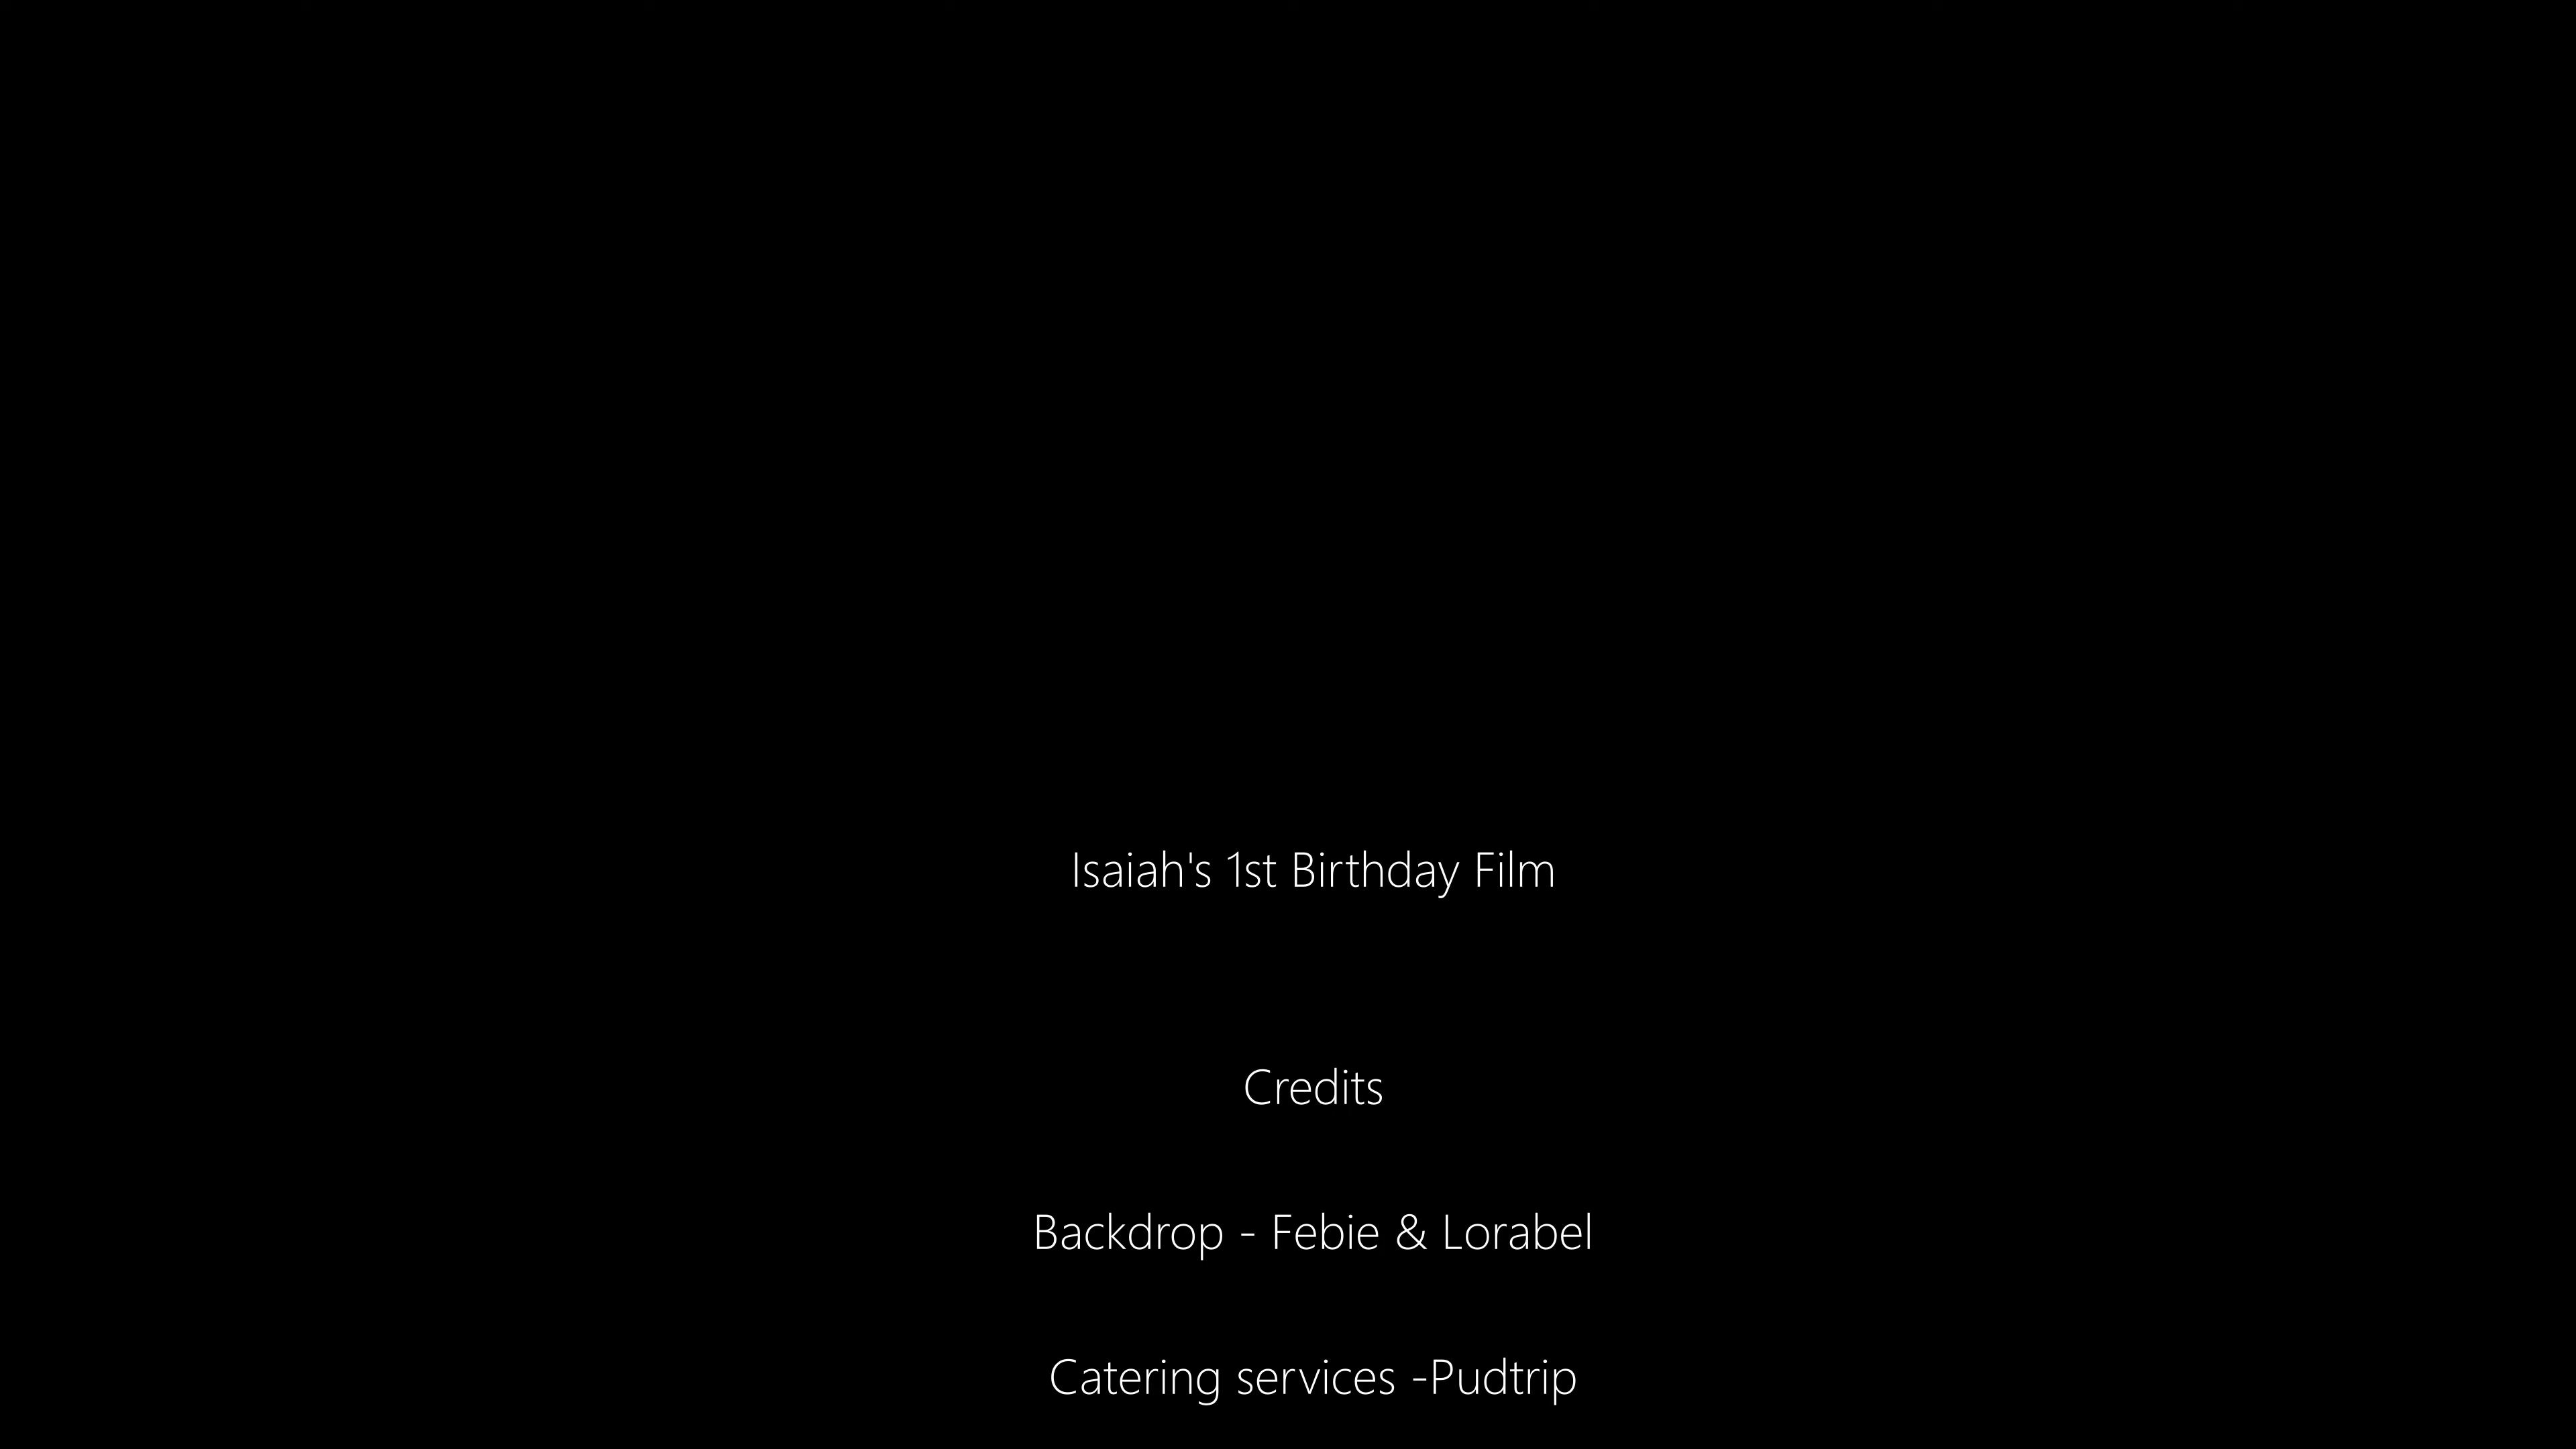 Isaiah's 1st Birthday Film
Credits
Backdrop - Febie & Lorabel
Catering services -Pudtrip